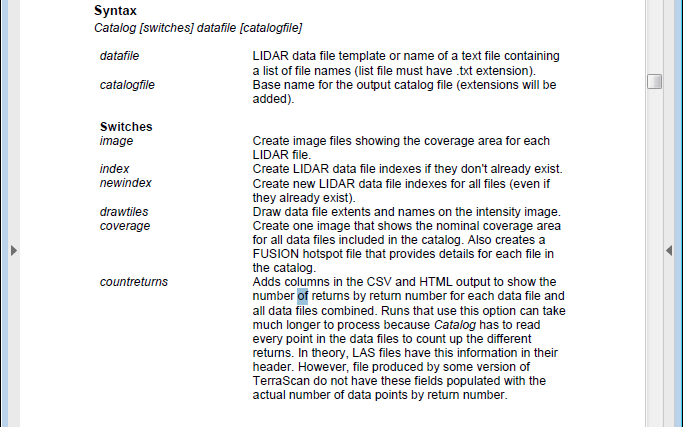 Syntax
Catalog [switches] datafile [catalogfile]
datafile LIDAR data file template or name of a text file containing
a list of file names (list file must have .txt extension).
catalogfile Base name for the output catalog file (extensions will be
added).
Switches
image Create image files showing the coverage area for each
LIDAR file.
index Create LIDAR data file indexes if they don't already exist.
newindex Create new LIDAR data file indexes for all files (even if
they already exist).
drawtiles Draw data file extents and names on the intensity image.
coverage Create one image that shows the nominal coverage area
for all data files included in the catalog. Also creates a
FUSION hotspot file that provides details for each file in
the catalog.
countreturns Adds columns in the CSV and HTML output to show the
number of returns by return number for each data file and
all data files combined. Runs that use this option can take
much longer to process because Catalog has to read
every point in the data files to count up the different
returns. In theory, LAS files have this information in their
header. However, file produced by some version of
TerraScan do not have these fields populated with the
actual number of data points by return number.